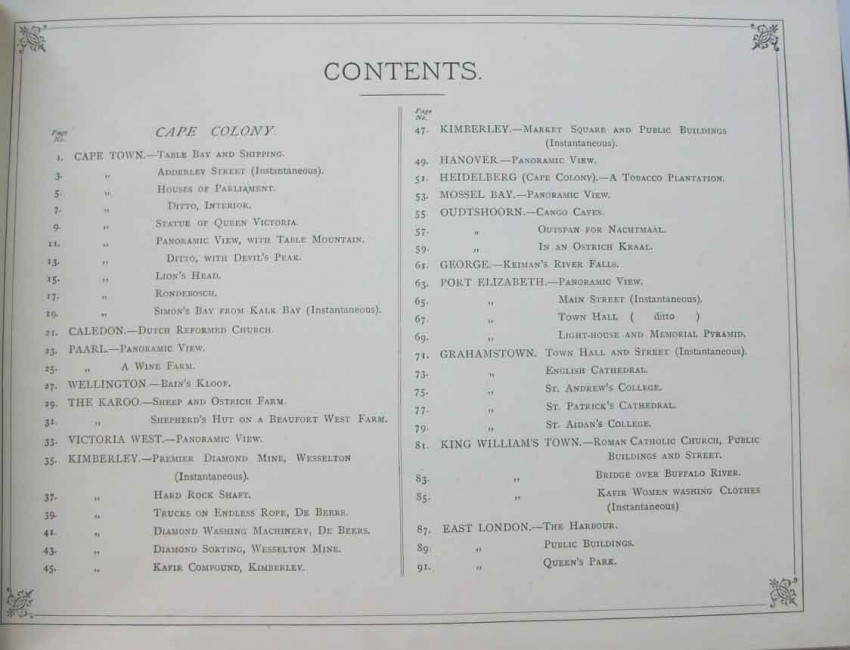 CONTENTS.
Page
No.
CAPE COLONY
1. CAPE TOWN.—Table Bay and Shipping.
3. „ Adderley Street (Instantaneous).
5. „ Houses of Parliament.
7. „ Ditto, Interior.
9. „ Statue of Queen Victoria.
11. „ Panoramic View, with Table Mountain.
13. „ Ditto, with Devil's Peak.
15. „ Lion's Head.
17. „ Rondebosch.
19. „ Simon's Bay from Kalk Bay (Instantaneous).
21. CALEDON.—Dutch Reformed Church.
23. PAARL.—Panoramic View.
25. „ A Wine Farm.
27. WELLINGTON.—Bain's Kloof.
29. THE KAROO.—Sheep and Ostrich Farm.
31. „ Shepherd's Hut on a Beaufort West Farm.
33. VICTORIA WEST.—Panoramic View.
35. KIMBERLEY.—Premier Diamond Mine, Wesselton
(Instantaneous).
37. „ Hard Rock Shaft.
39. „ Trucks on Endless Rope, De Beers.
41. „ Diamond Washing Machinery, De Beers.
43. „ Diamond Sorting, Wesselton Mine.
45. „ Kafir Compound, Kimberley.
Page
No.
47. KIMBERLEY.—Market Square and Public Buildings
(Instantaneous).
49. HANOVER.—Panoramic View.
51. HEIDELBERG (Cape Colony).—A Tobacco Plantation.
53. MOSSEL BAY.—Panoramic View.
55. OUDTSHOORN.—Cango Caves.
57. „ Outspan for Nachtmaal.
59. „ In an Ostrich Kraal.
61. GEORGE.—Keiman's River Falls.
63. PORT ELIZABETH.—Panoramic View.
65. „ Main Street (Instantaneous).
67. „ Town Hall ( ditto )
69. „ Light-house and Memorial Pyramid.
71. GRAHAMSTOWN. Town Hall and Street (Instantaneous).
73. „ English Cathedral.
75. „ St. Andrew's College.
77. „ St. Patrick's Cathedral.
79. „ St. Aidan's College.
81. KING WILLIAM'S TOWN.—Roman Catholic Church, Public
Buildings and Street.
83. „ Bridge over Buffalo River.
85. „ Kafir Women washing Clothes
(Instantaneous)
87. EAST LONDON.—The Harbour.
89. „ Public Buildings.
91. „ Queen's Park.